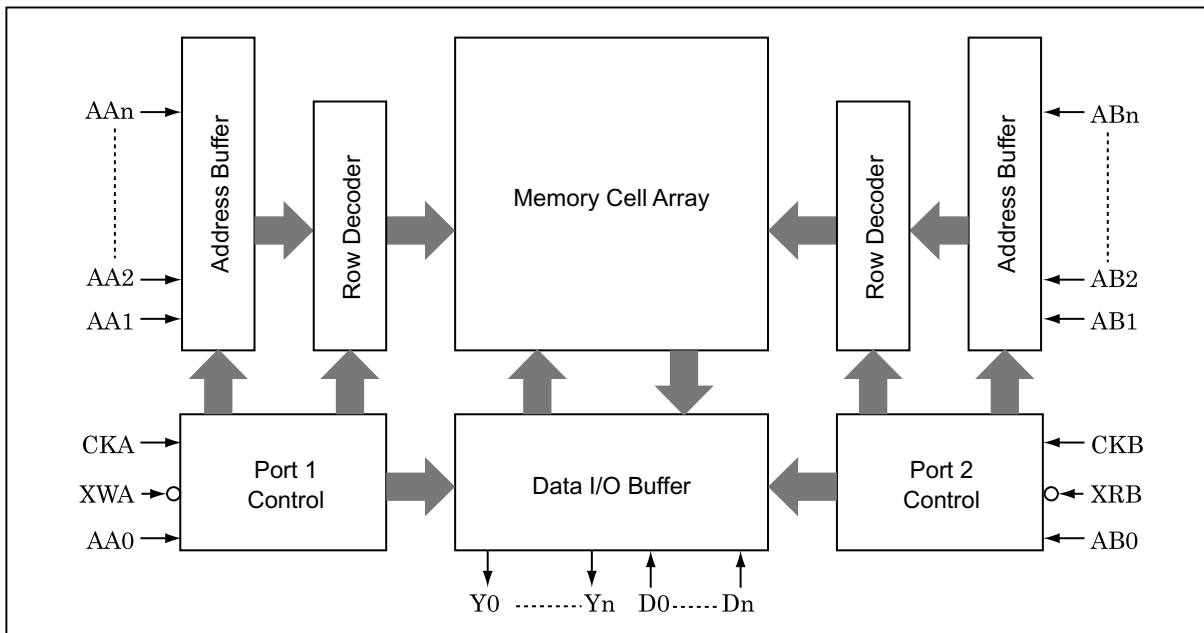 AAn
AA2
AA1
Address Buffer
Row Decoder
Memory Cell Array
Row Decoder
Address Buffer
ABn
AB2
AB1
CKA
XWA
AA0
Port 1
Control
Data I/O Buffer
Port 2
Control
CKB
XRB
AB0
Y0
Yn
D0
Dn